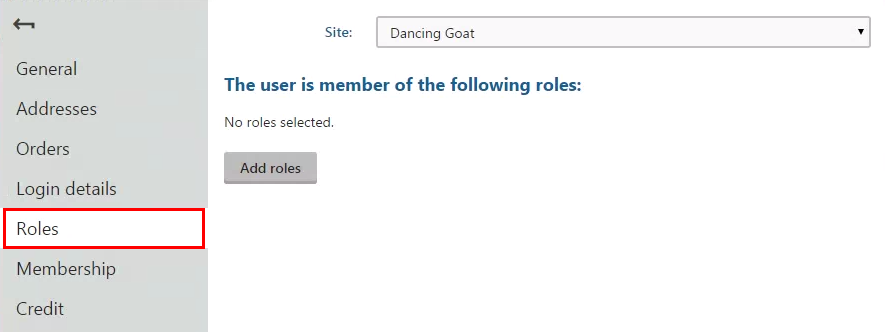 General
Addresses
Orders
Login details
Roles
Membership
Credit
Site: Dancing Goat
The user is member of the following roles:
No roles selected.
Add roles